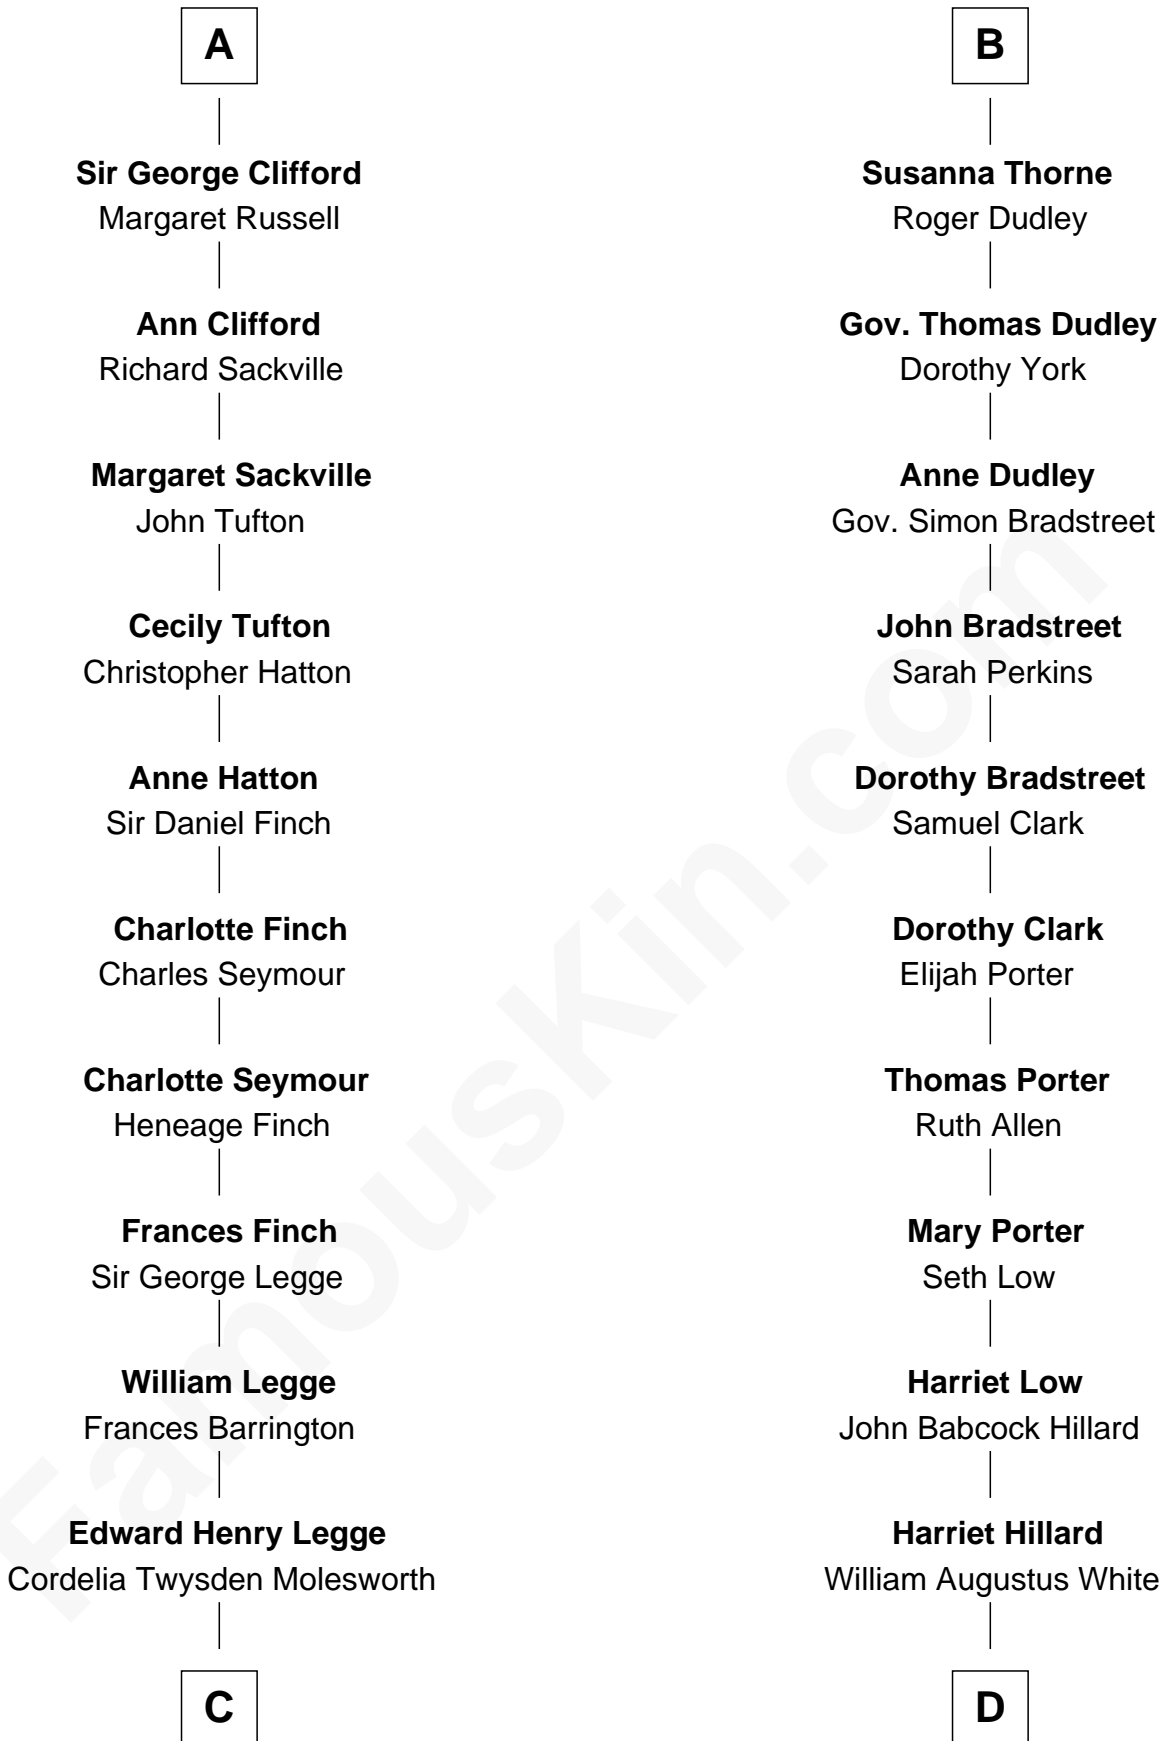 A
Sir George Clifford
Margaret Russell
Ann Clifford
Richard Sackville
Margaret Sackville
John Tufton
Cecily Tufton
Christopher Hatton
Anne Hatton
Sir Daniel Finch
Charlotte Finch
Charles Seymour
Charlotte Seymour
Heneage Finch
Frances Finch
Sir George Legge
William Legge
Frances Barrington
Edward Henry Legge
Cordelia Twysden Molesworth
C
B
Susanna Thorne
Roger Dudley
Gov. Thomas Dudley
Dorothy York
Anne Dudley
Gov. Simon Bradstreet
John Bradstreet
Sarah Perkins
Dorothy Bradstreet
Samuel Clark
Dorothy Clark
Elijah Porter
Thomas Porter
Ruth Allen
Mary Porter
Seth Low
Harriet Low
John Babcock Hillard
Harriet Hillard
William Augustus White
D
FamousKin.com